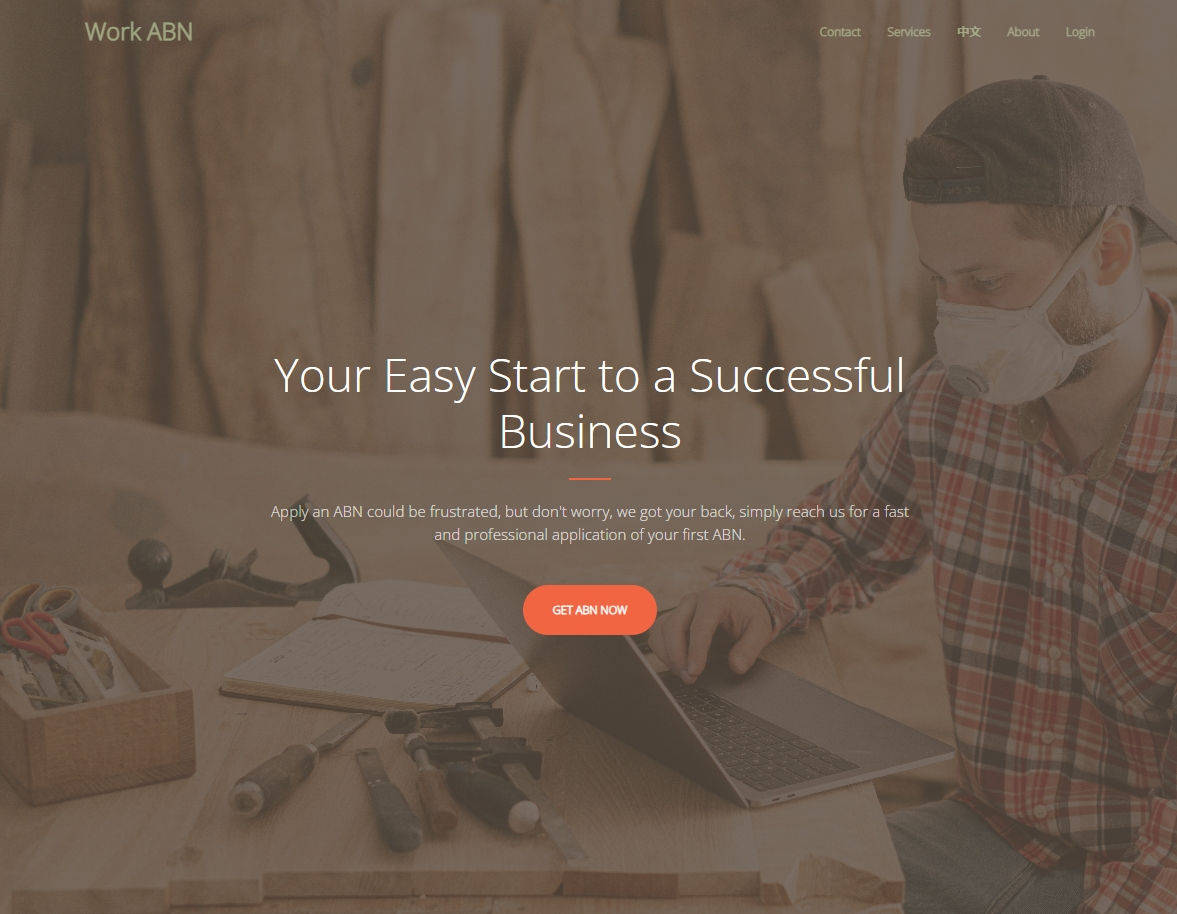 Work ABN
Contact
Services
中文
About
Login
Your Easy Start to a Successful
Business
Apply an ABN could be frustrated, but don't worry, we got your back, simply reach us for a fast
and professional application of your first ABN.
GET ABN NOW